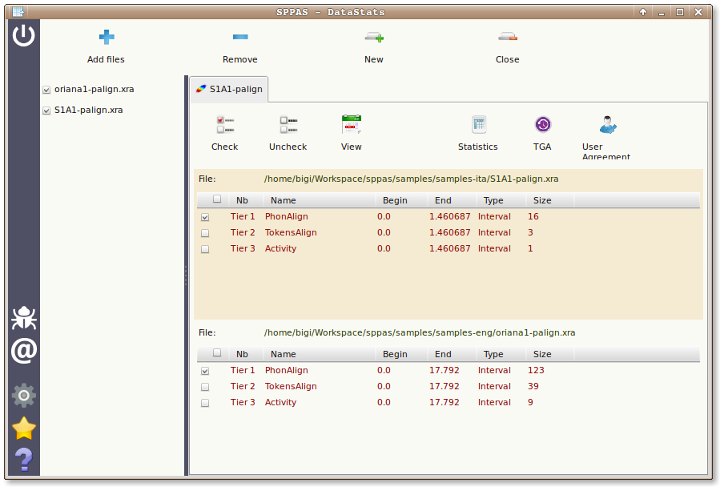 SPPAS - DataStats
Add files Remove New Close
oriana1-palign.xra
S1A1-palign.xra
S1A1-palign
Check Uncheck View Statistics TGA User Agreement
File: /home/bigi/Workspace/sppas/samples/samples-ita/S1A1-palign.xra
Nb Name Begin End Type Size
Tier 1 PhonAlign 0.0 1.460687 Interval 16
Tier 2 TokensAlign 0.0 1.460687 Interval 3
Tier 3 Activity 0.0 1.460687 Interval 1
File: /home/bigi/Workspace/sppas/samples/samples-eng/oriana1-palign.xra
Nb Name Begin End Type Size
Tier 1 PhonAlign 0.0 17.792 Interval 123
Tier 2 TokensAlign 0.0 17.792 Interval 39
Tier 3 Activity 0.0 17.792 Interval 9